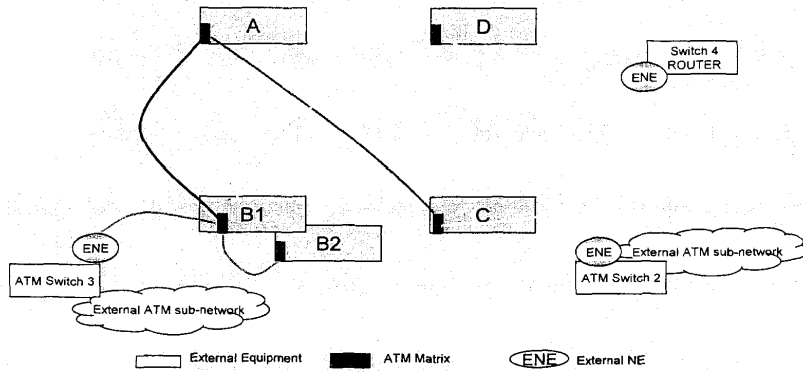 A
D
Switch 4
ROUTER
ENE
B1
C
B2
ENE
ENE
External ATM sub-network
ATM Switch 3
ATM Switch 2
External ATM sub-network
External Equipment
ATM Matrix
ENE
External NE